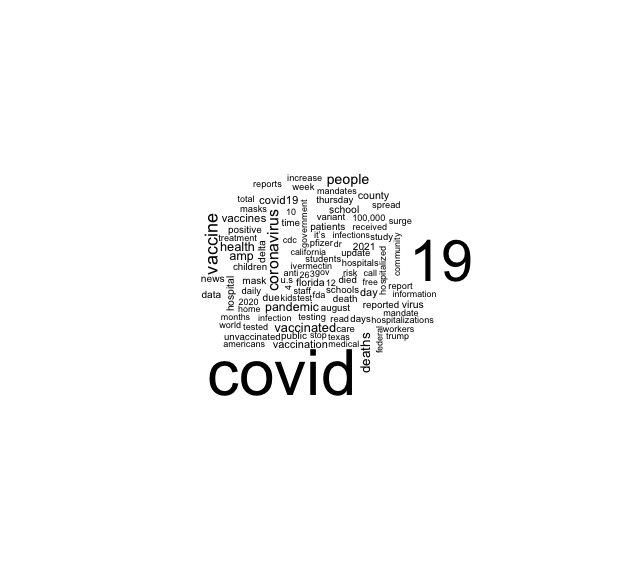 increase
reports
people
week
mandates
total
covid19
thursday
county
masks
10
school
spread
vaccine
vaccines
coronavirus
time
government
variant
100,000
surge
positive
patients
received
treatment
it's
infections
study
health
delta
cdc
pfizer
dr
2021
hospitalized
community
19
amp
california
update
children
students
hospitals
ivermectin
news
hospital
mask
anti
263
gov
risk
call
u.s
florida
12
died
free
report
data
daily
4
staff
schools
day
information
2020
due
kids
test
fda
death
home
pandemic
august
reported
virus
months
infection
testing
read
days
mandate
hospitalizations
world
tested
vaccinated
care
deaths
federal
workers
unvaccinated
public
stop
texas
trump
americans
vaccination
medical
covid